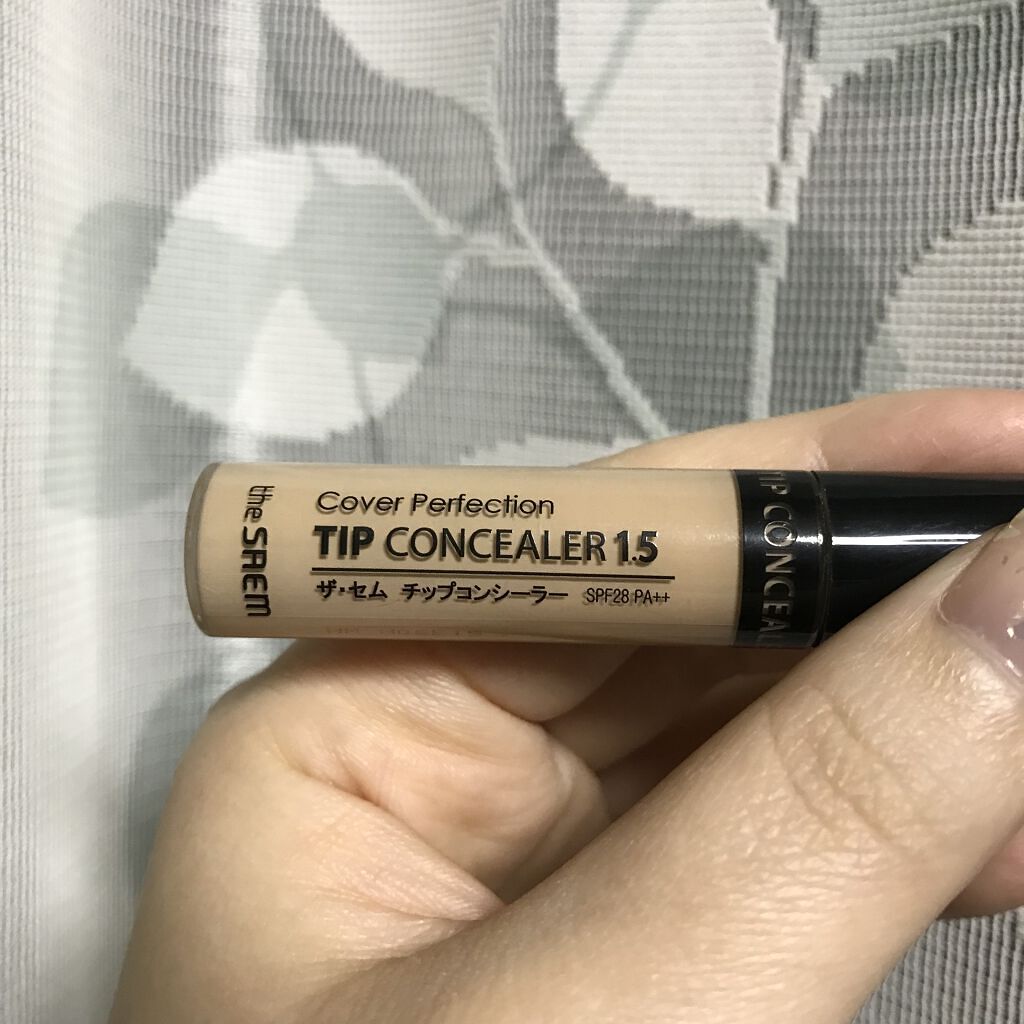 the SAEM
Cover Perfection
TIP CONCEALER 1.5
ザ・セム チップコンシーラー SPF28 PA++
TIP CONCEAL